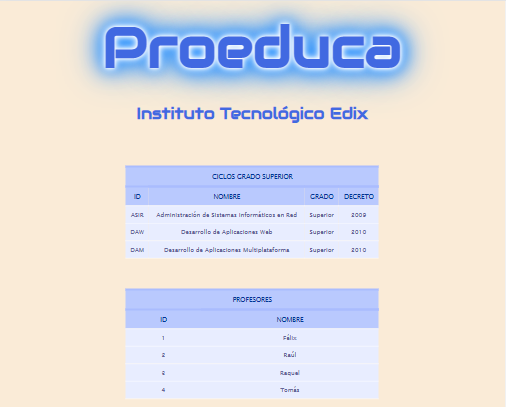 Proeduca
Instituto Tecnológico Edix
CICLOS GRADO SUPERIOR
ID NOMBRE GRADO DECRETO
ASIR Administración de Sistemas Informáticos en Red Superior 2009
DAW Desarrollo de Aplicaciones Web Superior 2010
DAM Desarrollo de Aplicaciones Multiplataforma Superior 2010
PROFESORES
ID NOMBRE
1 Félix
2 Raúl
3 Raquel
4 Tomás